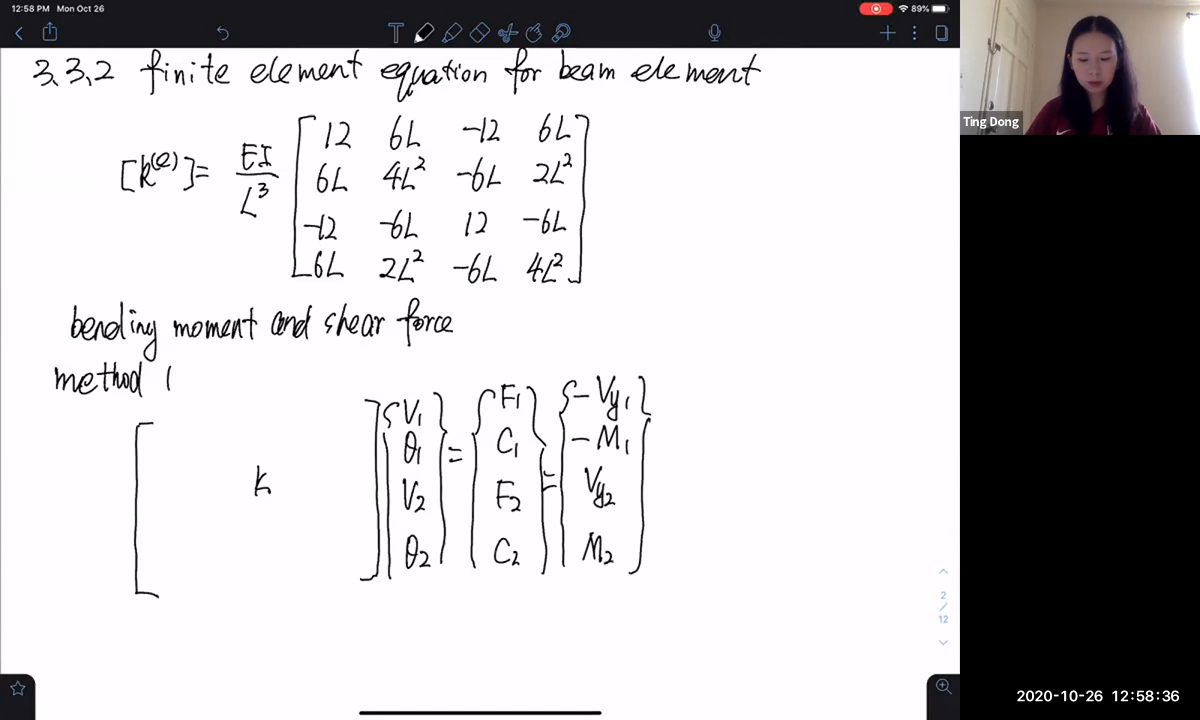 12:58 PM Mon Oct 26
89%
3.3.2 finite element equation for beam element
[k^(e)] = EI/L^3 [12 6L -12 6L
6L 4L^2 -6L 2L^2
-12 -6L 12 -6L
6L 2L^2 -6L 4L^2]
bending moment and shear force
method 1
[k] {V1 θ1 V2 θ2} = {F1 C1 F2 C2} = {-Vy1 -M1 Vy2 M2}
Ting Dong
2
/
12
2020-10-26 12:58:36